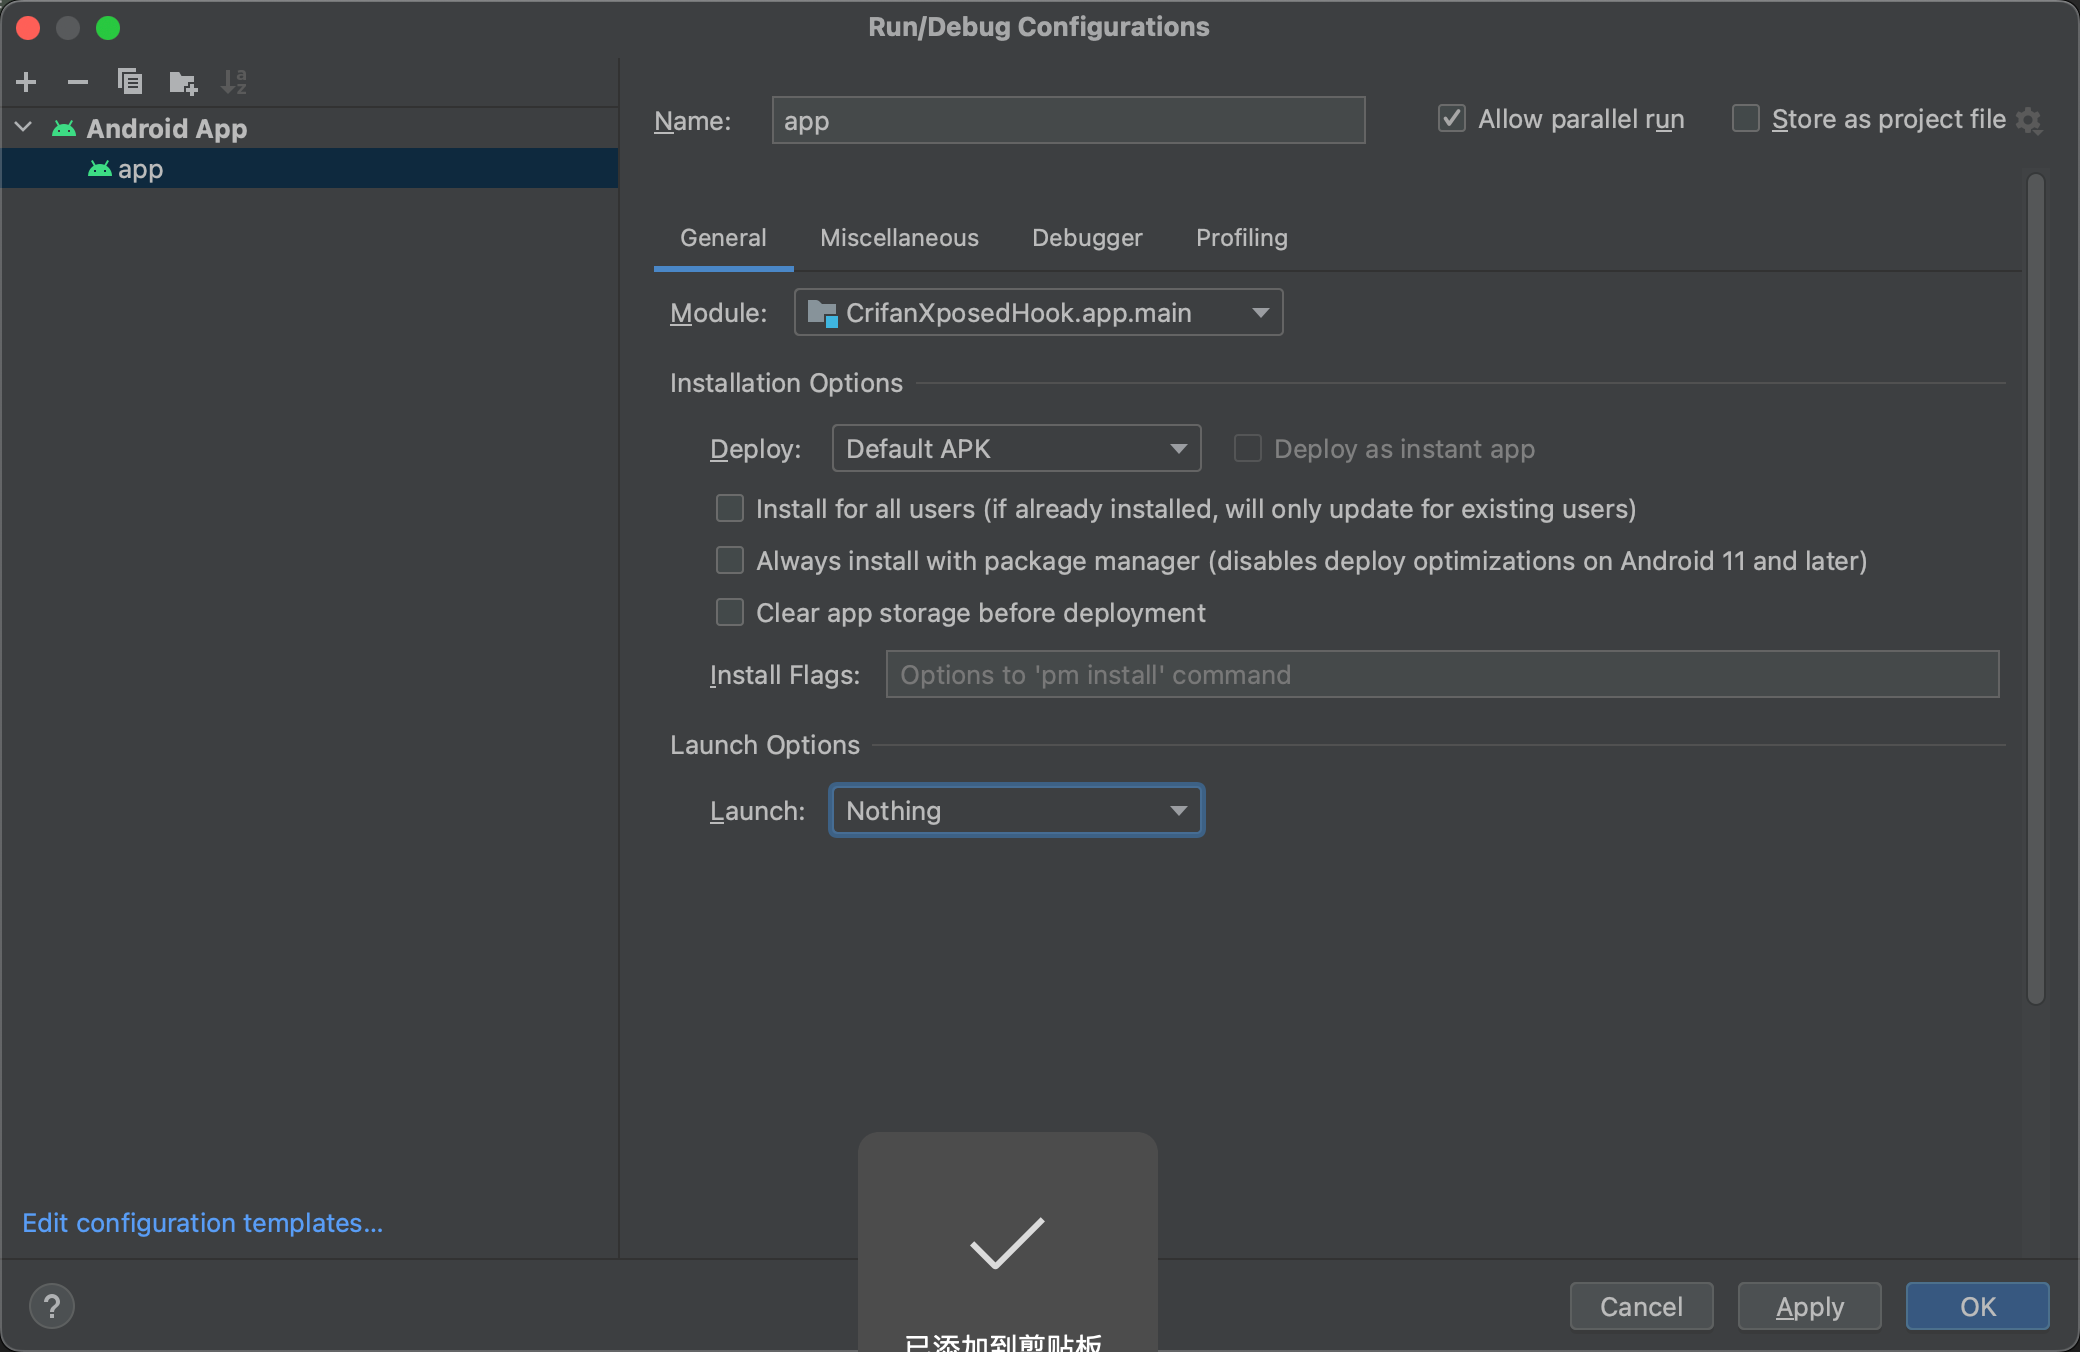 Run/Debug Configurations
Android App
app
Edit configuration templates...
Name: app
Allow parallel run
Store as project file
General Miscellaneous Debugger Profiling
Module: CrifanXposedHook.app.main
Installation Options
Deploy: Default APK
Deploy as instant app
Install for all users (if already installed, will only update for existing users)
Always install with package manager (disables deploy optimizations on Android 11 and later)
Clear app storage before deployment
Install Flags: Options to 'pm install' command
Launch Options
Launch: Nothing
已添加到剪贴板
?
Cancel Apply OK